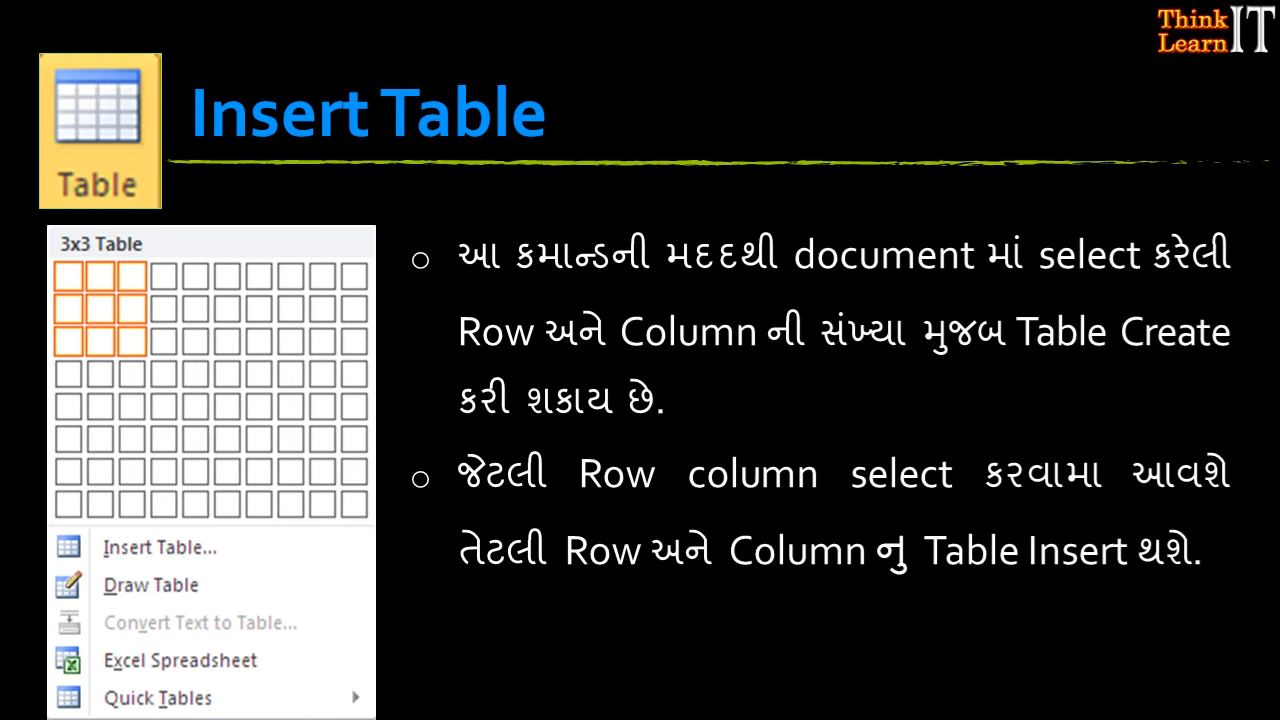 Think
Learn IT
Insert Table
Table
3x3 Table
Insert Table...
Draw Table
Convert Text to Table...
Excel Spreadsheet
Quick Tables
આ કમાન્ડની મદદથી document માં select કરેલી
Row અને Column ની સંખ્યા મુજબ Table Create
કરી શકાય છે.
જેટલી Row column select કરવામા આવશે
તેટલી Row અને Column નુ Table Insert થશે.